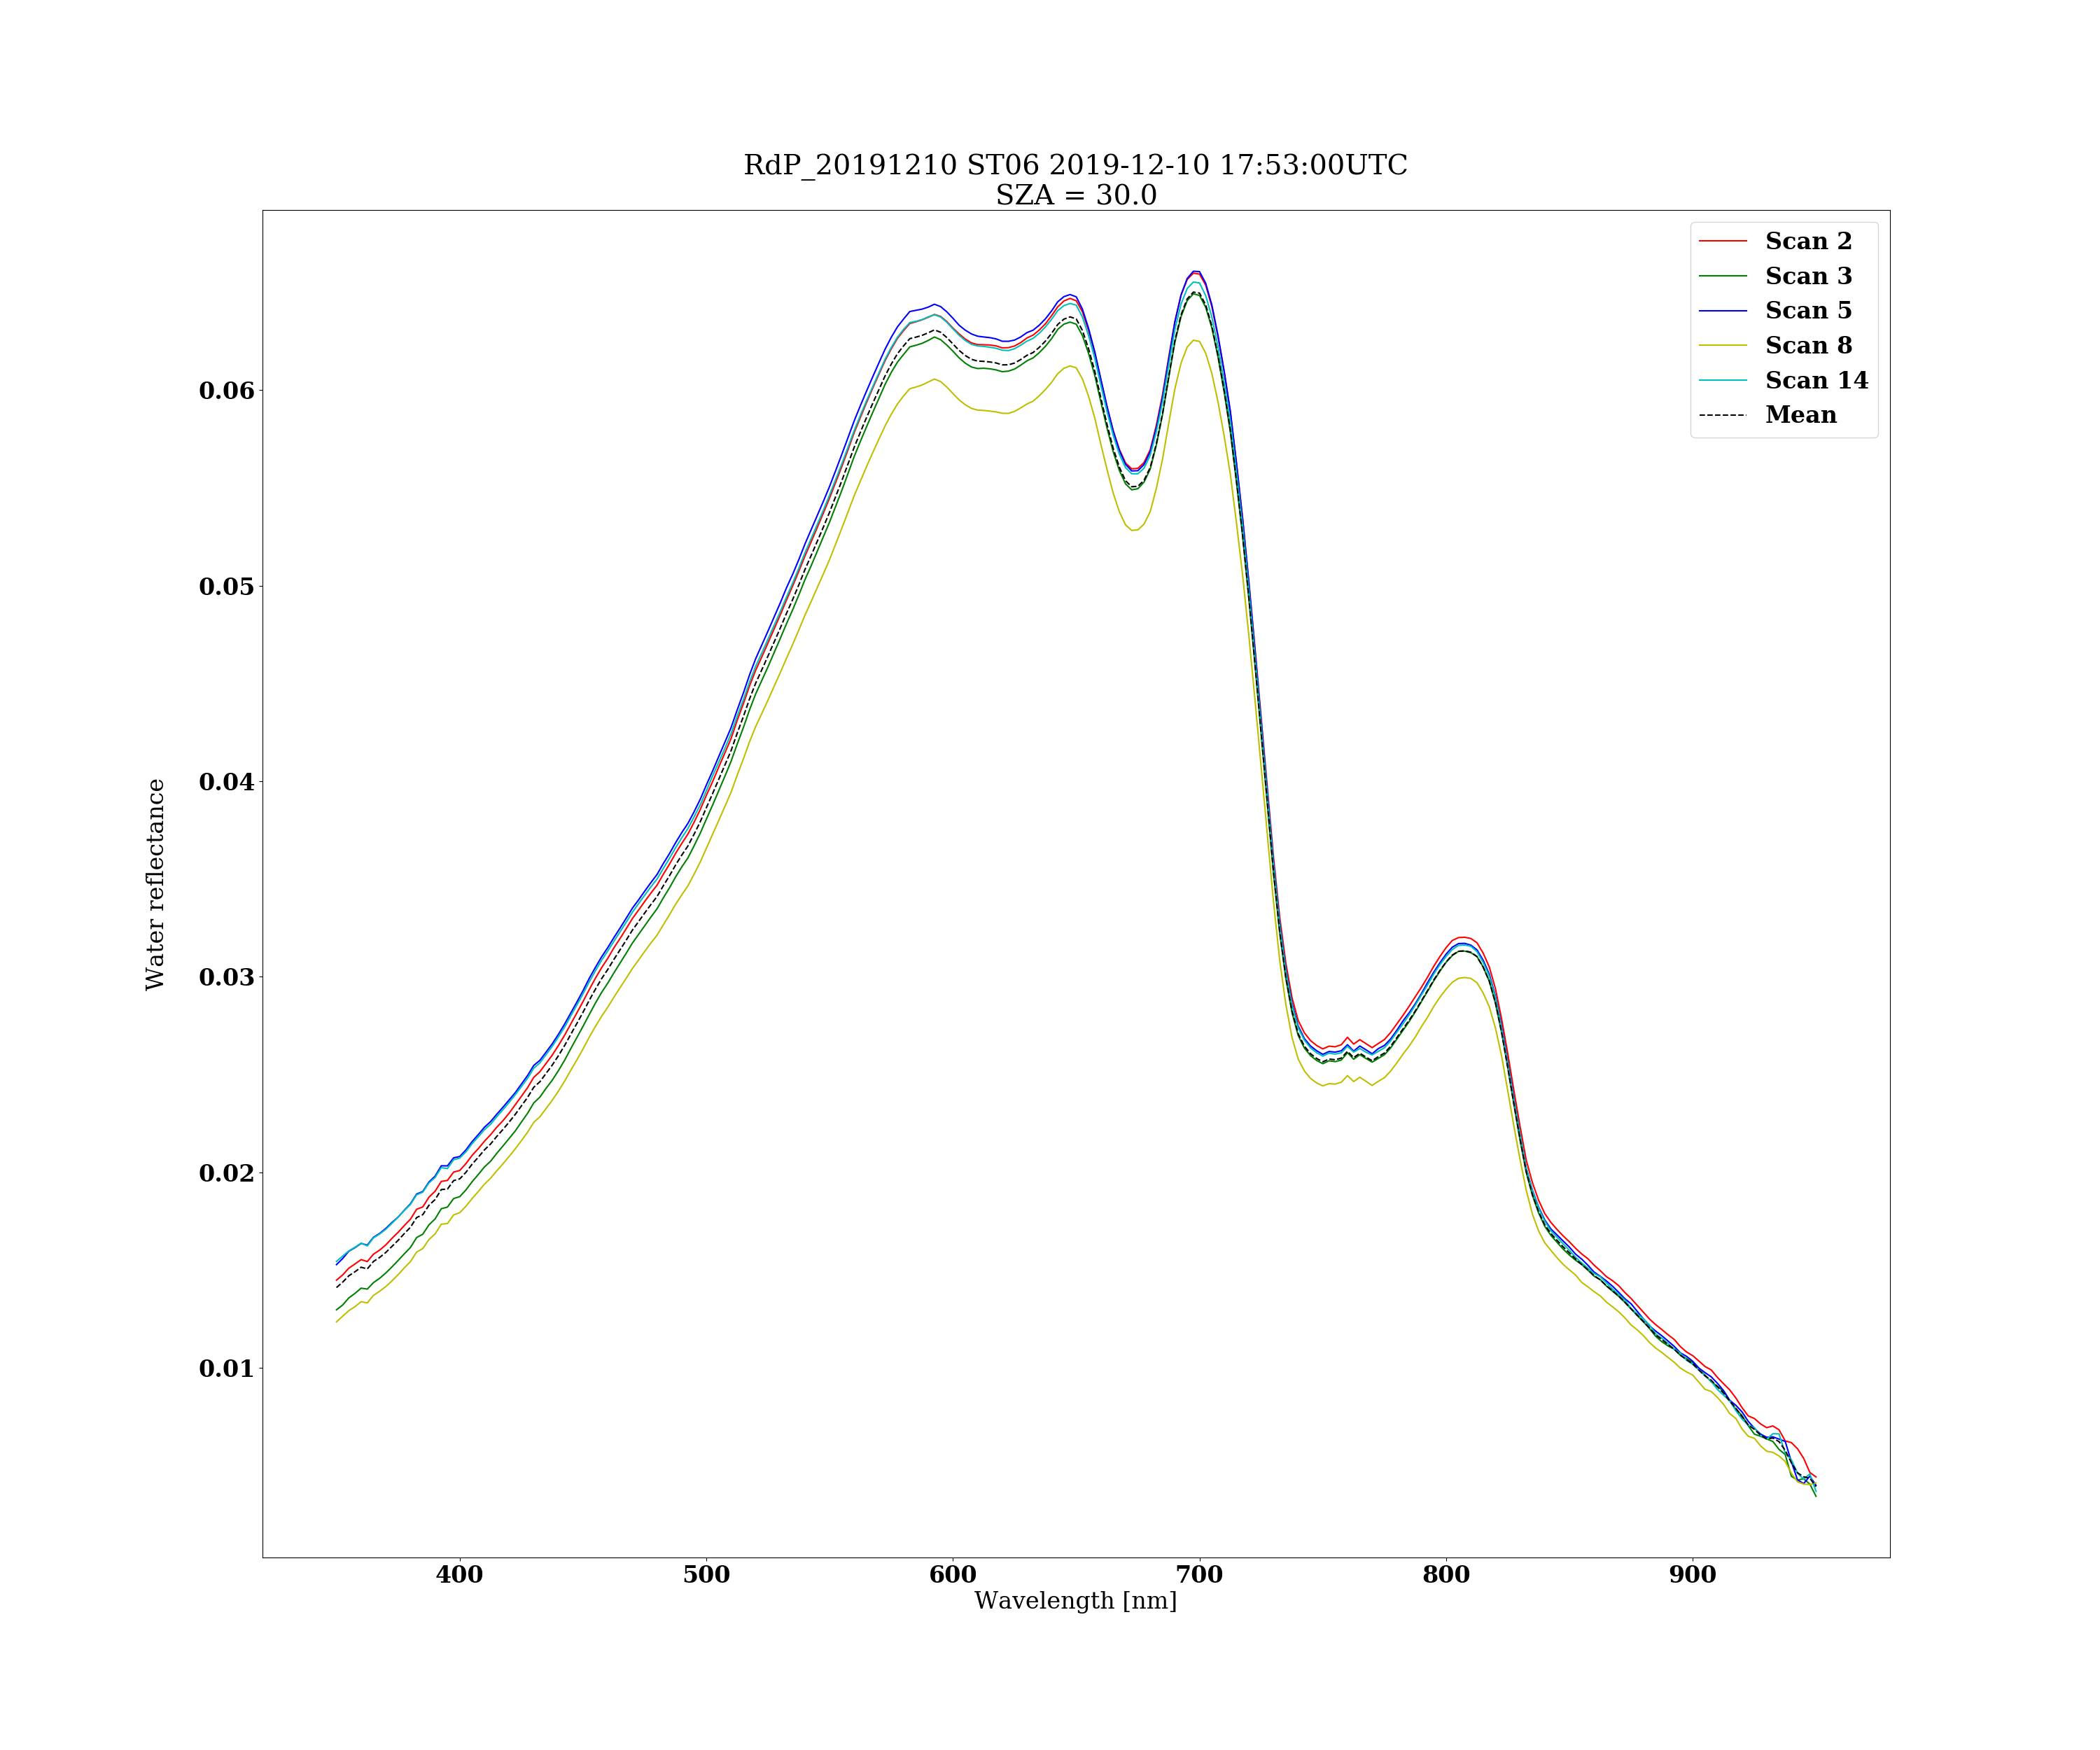 RdP_20191210 ST06 2019-12-10 17:53:00UTC
SZA = 30.0
Scan 2
Scan 3
Scan 5
Scan 8
Scan 14
Mean
0.06
0.05
0.04
0.03
0.02
0.01
Water reflectance
400 500 600 700 800 900
Wavelength [nm]